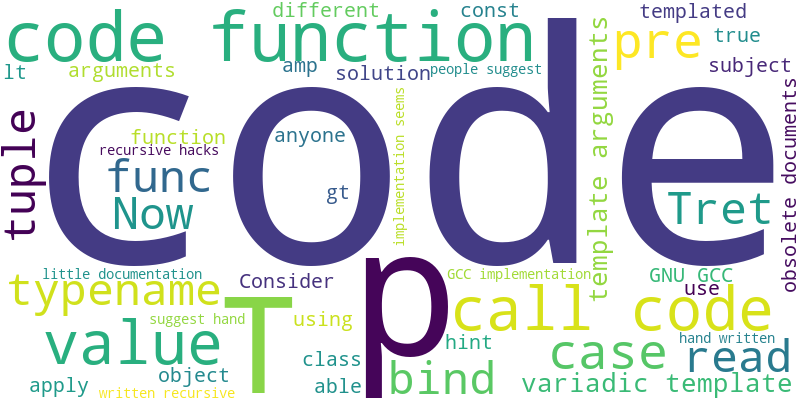 different
const
templated
code function
pre
true
lt
arguments
amp
solution
people suggest
subject
code
template arguments
implementation seems
obsolete documents
tuple
function
anyone
recursive hacks
func
gt
Now
Tret
little documentation
Consider
p
GCC implementation
GNU GCC
use
typename
T
call code
suggest hand
using
value
hint
hand written
class
case
read
object
bind
apply
able
variadic template
written recursive